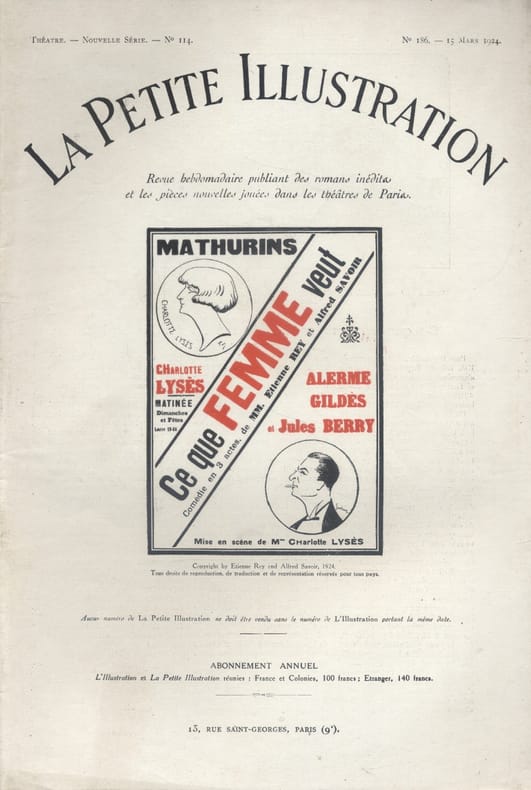 THÉATRE. — NOUVELLE SÉRIE. — Nº 114.
Nº 186. — 15 MARS 1924.
LA PETITE ILLUSTRATION
Revue hebdomadaire publiant des romans inédits
et les pièces nouvelles jouées dans les théâtres de Paris.
MATHURINS
CHARLOTTE LYSÈS
CHARLOTTE
LYSÈS
MATINÉE
Dimanches
et Fêtes
Ce que FEMME veut
Comédie en 3 actes, de MM. Etienne REY et Alfred SAVOIR
ALERME
GILDÈS
et Jules BERRY
Mise en scène de Mme Charlotte LYSÈS
Copyright by Etienne Rey and Alfred Savoir, 1924.
Tous droits de reproduction, de traduction et de représentation réservés pour tous pays.
Aucun numéro de La Petite Illustration ne doit être vendu sans le numéro de L'Illustration portant la même date.
ABONNEMENT ANNUEL
L'Illustration et La Petite Illustration réunies : France et Colonies, 100 francs ; Etranger, 140 francs.
13, RUE SAINT-GEORGES, PARIS (9e).